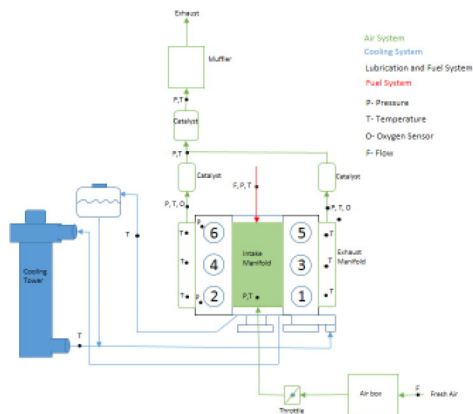 Exhaust
Muffler
P,T
Catalyst
P,T
Catalyst
Catalyst
P, T, O
P, T, O
F, P, T
Air System
Cooling System
Lubrication and Fuel System
Fuel System
P- Pressure
T- Temperature
O- Oxygen Sensor
F- Flow
T
P
6
5
T
T
T
4
Intake
Manifold
3
T
Exhaust
Manifold
T
P
2
P,T
1
T
Cooling
Tower
T
Throttle
Air box
F
Fresh Air